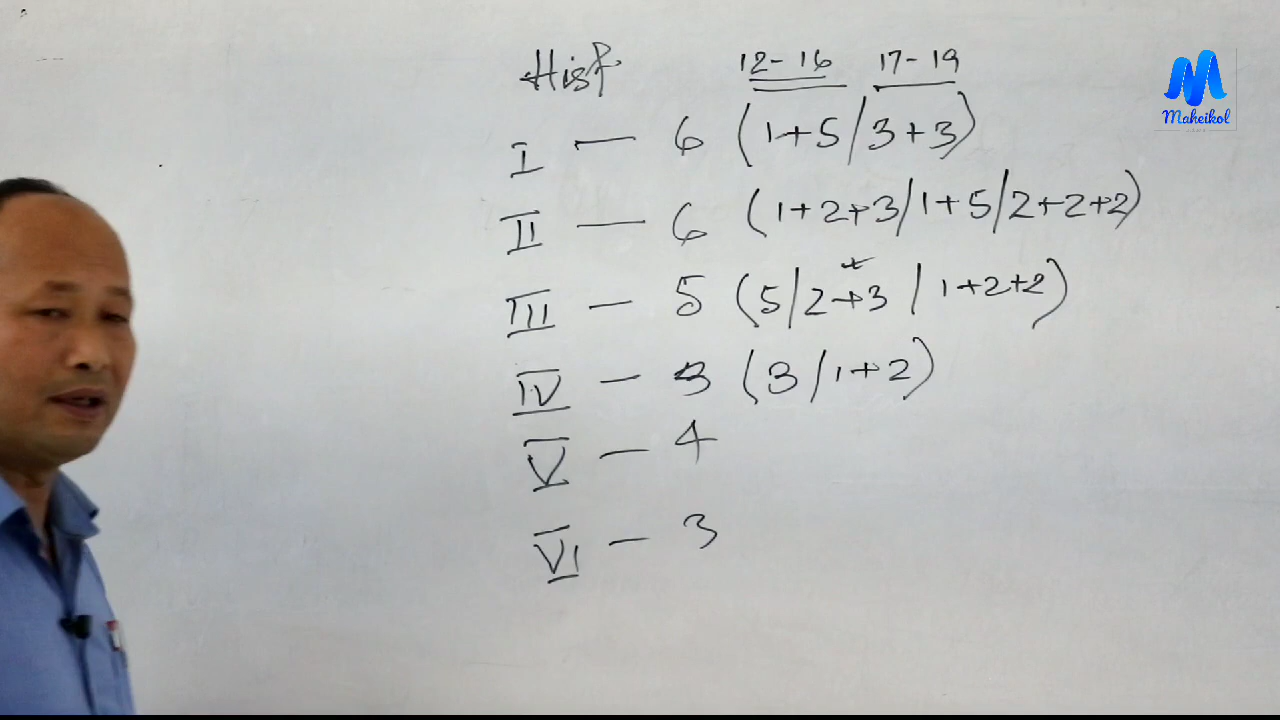 Hist 12-16 17-19
I — 6 (1+5/3+3)
II — 6 (1+2+3/1+5/2+2+2)
III — 5 (5/2+3/1+2+2)
IV — 3 (3/1+2)
V — 4
VI — 3
Maheikol